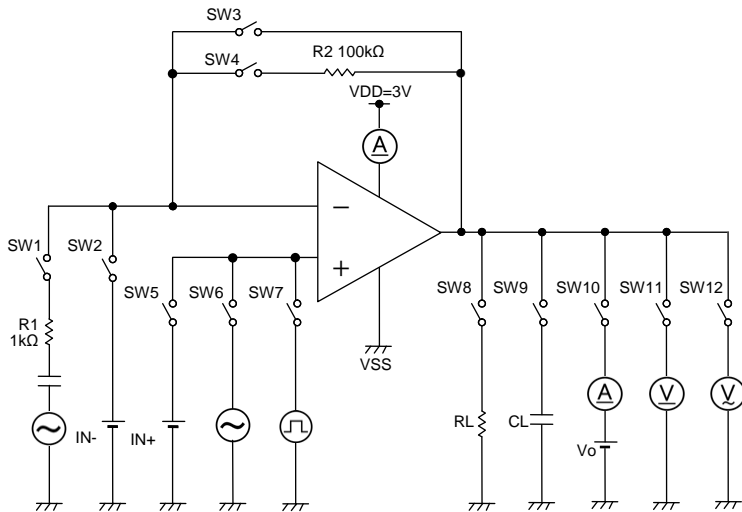 SW3
SW4
R2 100kΩ
VDD=3V
A
−
+
SW1
SW2
SW5
SW6
SW7
SW8
SW9
SW10
SW11
SW12
R1
1kΩ
VSS
IN-
IN+
RL
CL
A
Vo
V
V